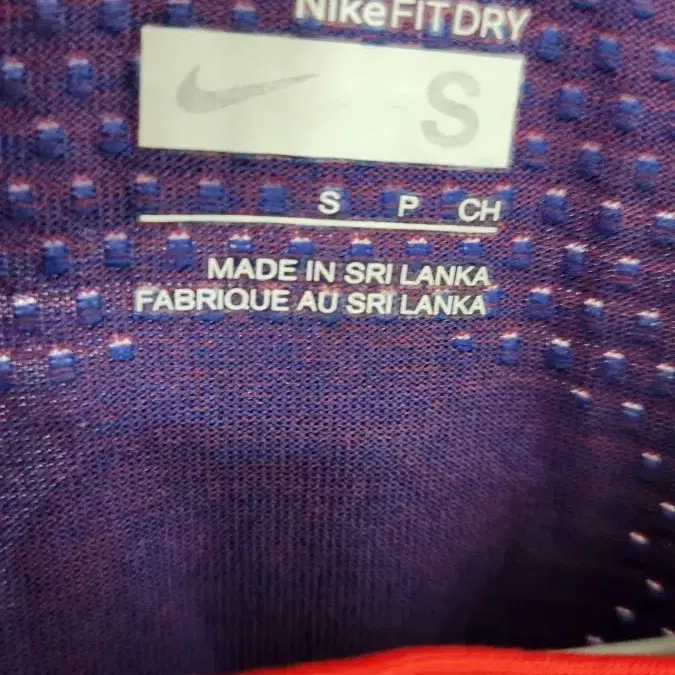 NikeFITDRY
S
S P CH
MADE IN SRI LANKA
FABRIQUE AU SRI LANKA